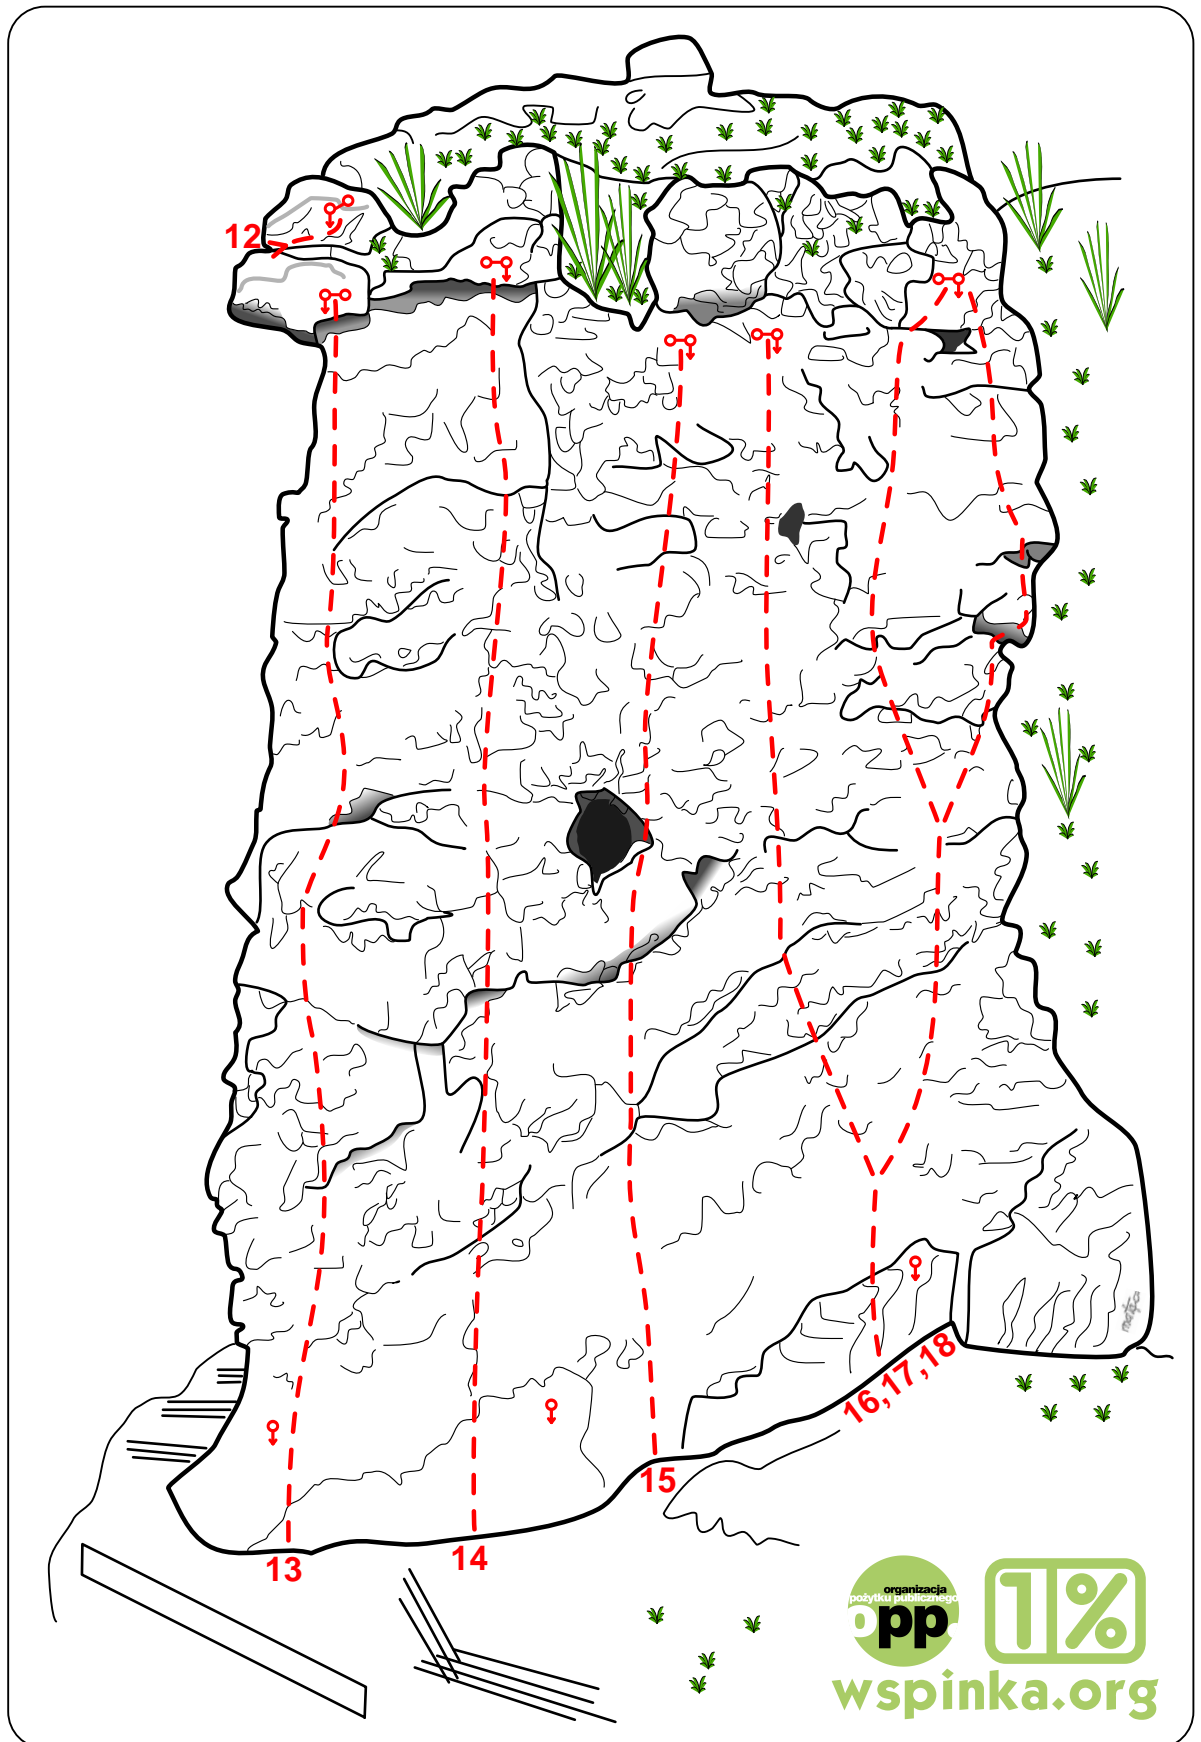 12
16,17,18
15
14
13
organizacja
pożytku publicznego
opp
1%
wspinka.org